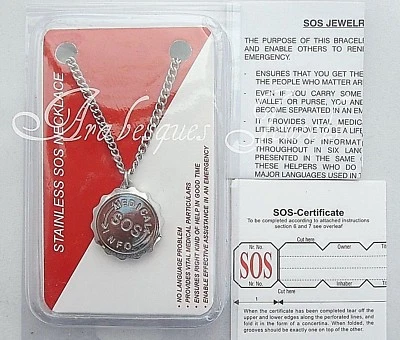 STAINLESS SOS NECKLACE
MEDICAL
SOS
INFO
• NO LANGUAGE PROBLEM
• PROVIDES VITAL MEDICAL PARTICULARS
• ENSURES RIGHT KIND OF HELP IN GOOD TIME
• ENABLE EFFECTIVE ASSISTANCE IN AN EMERGENCY
Arabesques
SOS JEWELR
THE PURPOSE OF THIS BRACEL
AND ENABLE OTHERS TO RENI
EMERGENCY.
- ENSURES THAT YOU GET THE
THE PEOPLE WHO MATTER AR
- EVEN IF YOU CARRY SOME
WALLET OR PURSE, YOU AND
BECOME SEPARATED IN AN EM
- IT PROVIDES VITAL MEDIC
LITERALLY PROVE TO BE A LIFE
- THIS KIND OF INFORMAT
THROUGHOUT IN SIX LAN
PRESENTED IN THE SAME
THESE HELPERS WHO DO
MAJOR LANGUAGES USED IN T
SOS-Certificate
To be completed according to attached instructions
section 6 and 7 see overleaf
Cut here
Nr. No.
Owner
Tit
SOS
Nr. No.
Inhaber
Tit
1
Cut here
When the certificate has been completed tear off the
upper and lower edges along the perforated lines, and
fold it in the form of a concertina. When folded, the
grooves should be exactly one on top of the other.